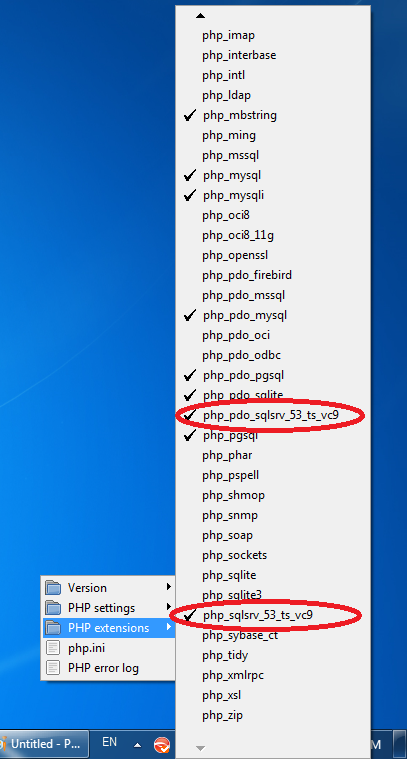 php_imap
php_interbase
php_intl
php_ldap
php_mbstring
php_ming
php_mssql
php_mysql
php_mysqli
php_oci8
php_oci8_11g
php_openssl
php_pdo_firebird
php_pdo_mssql
php_pdo_mysql
php_pdo_oci
php_pdo_odbc
php_pdo_pgsql
php_pdo_sqlite
php_pdo_sqlsrv_53_ts_vc9
php_pgsql
php_phar
php_pspell
php_shmop
php_snmp
php_soap
php_sockets
php_sqlite
php_sqlite3
php_sqlsrv_53_ts_vc9
php_sybase_ct
php_tidy
php_xmlrpc
php_xsl
php_zip
Version
PHP settings
PHP extensions
php.ini
PHP error log
Untitled - P...
EN
M